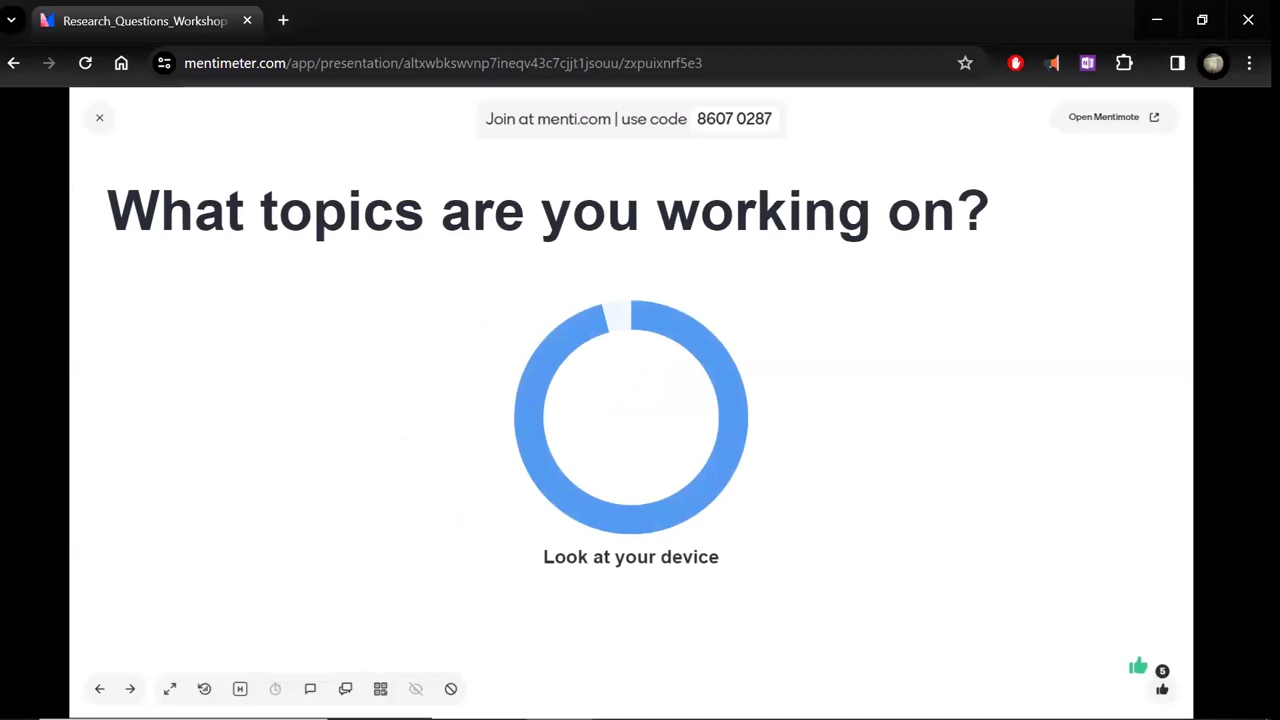 Research_Questions_Workshop
mentimeter.com/app/presentation/altxwbkswvnp7ineqv43c7cjjt1jsouu/zxpuixnrf5e3
Join at menti.com | use code 8607 0287
Open Mentimote
What topics are you working on?
Look at your device
H
5